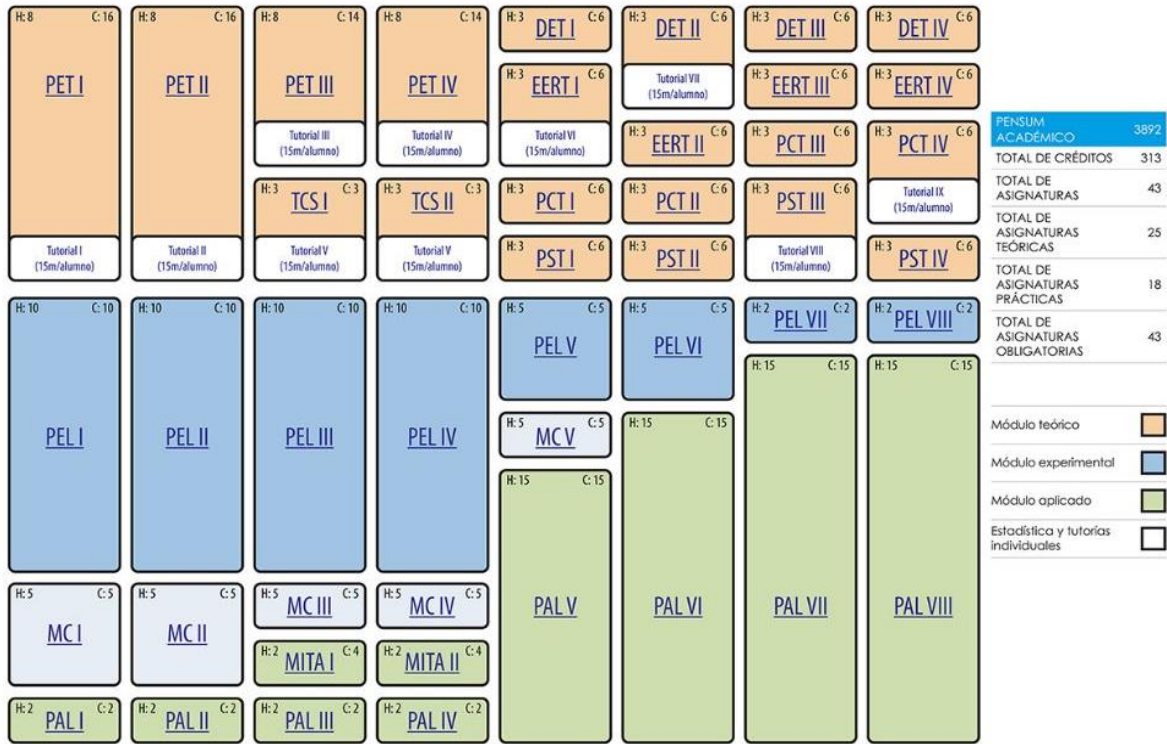 H: 8 C: 16
PET I
Tutorial I
(15m/alumno)
H: 10 C: 10
PEL I
H: 5 C: 5
MC I
H: 2 C: 2
PAL I
H: 8 C: 16
PET II
Tutorial II
(15m/alumno)
H: 10 C: 10
PEL II
H: 5 C: 5
MC II
H: 2 C: 2
PAL II
H: 8 C: 14
PET III
Tutorial III
(15m/alumno)
H: 3 C: 3
TCS I
Tutorial V
(15m/alumno)
H: 10 C: 10
PEL III
H: 5 C: 5
MC III
H: 2 C: 4
MITA I
H: 2 C: 2
PAL III
H: 8 C: 14
PET IV
Tutorial IV
(15m/alumno)
H: 3 C: 3
TCS II
Tutorial V
(15m/alumno)
H: 10 C: 10
PEL IV
H: 5 C: 5
MC IV
H: 2 C: 4
MITA II
H: 2 C: 2
PAL IV
H: 3 C: 6
DET I
H: 3 C: 6
EERT I
Tutorial VI
(15m/alumno)
H: 3 C: 6
PCT I
H: 3 C: 6
PST I
H: 5 C: 5
PEL V
H: 5 C: 5
MC V
H: 15 C: 15
PAL V
H: 3 C: 6
DET II
Tutorial VII
(15m/alumno)
H: 3 C: 6
EERT II
H: 3 C: 6
PCT II
H: 3 C: 6
PST II
H: 5 C: 5
PEL VI
H: 15 C: 15
PAL VI
H: 3 C: 6
DET III
H: 3 C: 6
EERT III
H: 3 C: 6
PCT III
H: 3 C: 6
PST III
Tutorial VIII
(15m/alumno)
H: 2 C: 2
PEL VII
H: 15 C: 15
PAL VII
H: 3 C: 6
DET IV
H: 3 C: 6
EERT IV
H: 3 C: 6
PCT IV
Tutorial IX
(15m/alumno)
H: 3 C: 6
PST IV
H: 2 C: 2
PEL VIII
H: 15 C: 15
PAL VIII
PENSUM
ACADÉMICO 3892
TOTAL DE CRÉDITOS 313
TOTAL DE
ASIGNATURAS 43
TOTAL DE
ASIGNATURAS 25
TEÓRICAS
TOTAL DE
ASIGNATURAS 18
PRÁCTICAS
TOTAL DE
ASIGNATURAS 43
OBLIGATORIAS
Módulo teórico
Módulo experimental
Módulo aplicado
Estadística y tutorías
individuales